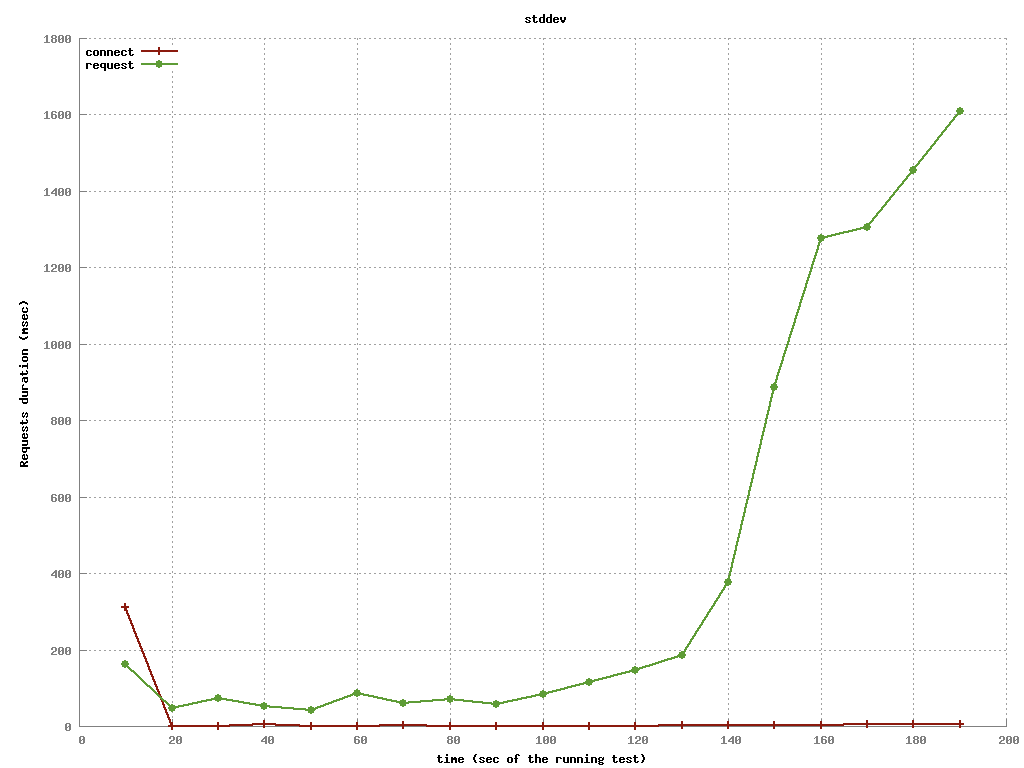 stddev
1800
connect
request
1600
1400
1200
1000
800
600
400
200
0
Requests duration (msec)
0 20 40 60 80 100 120 140 160 180 200
time (sec of the running test)